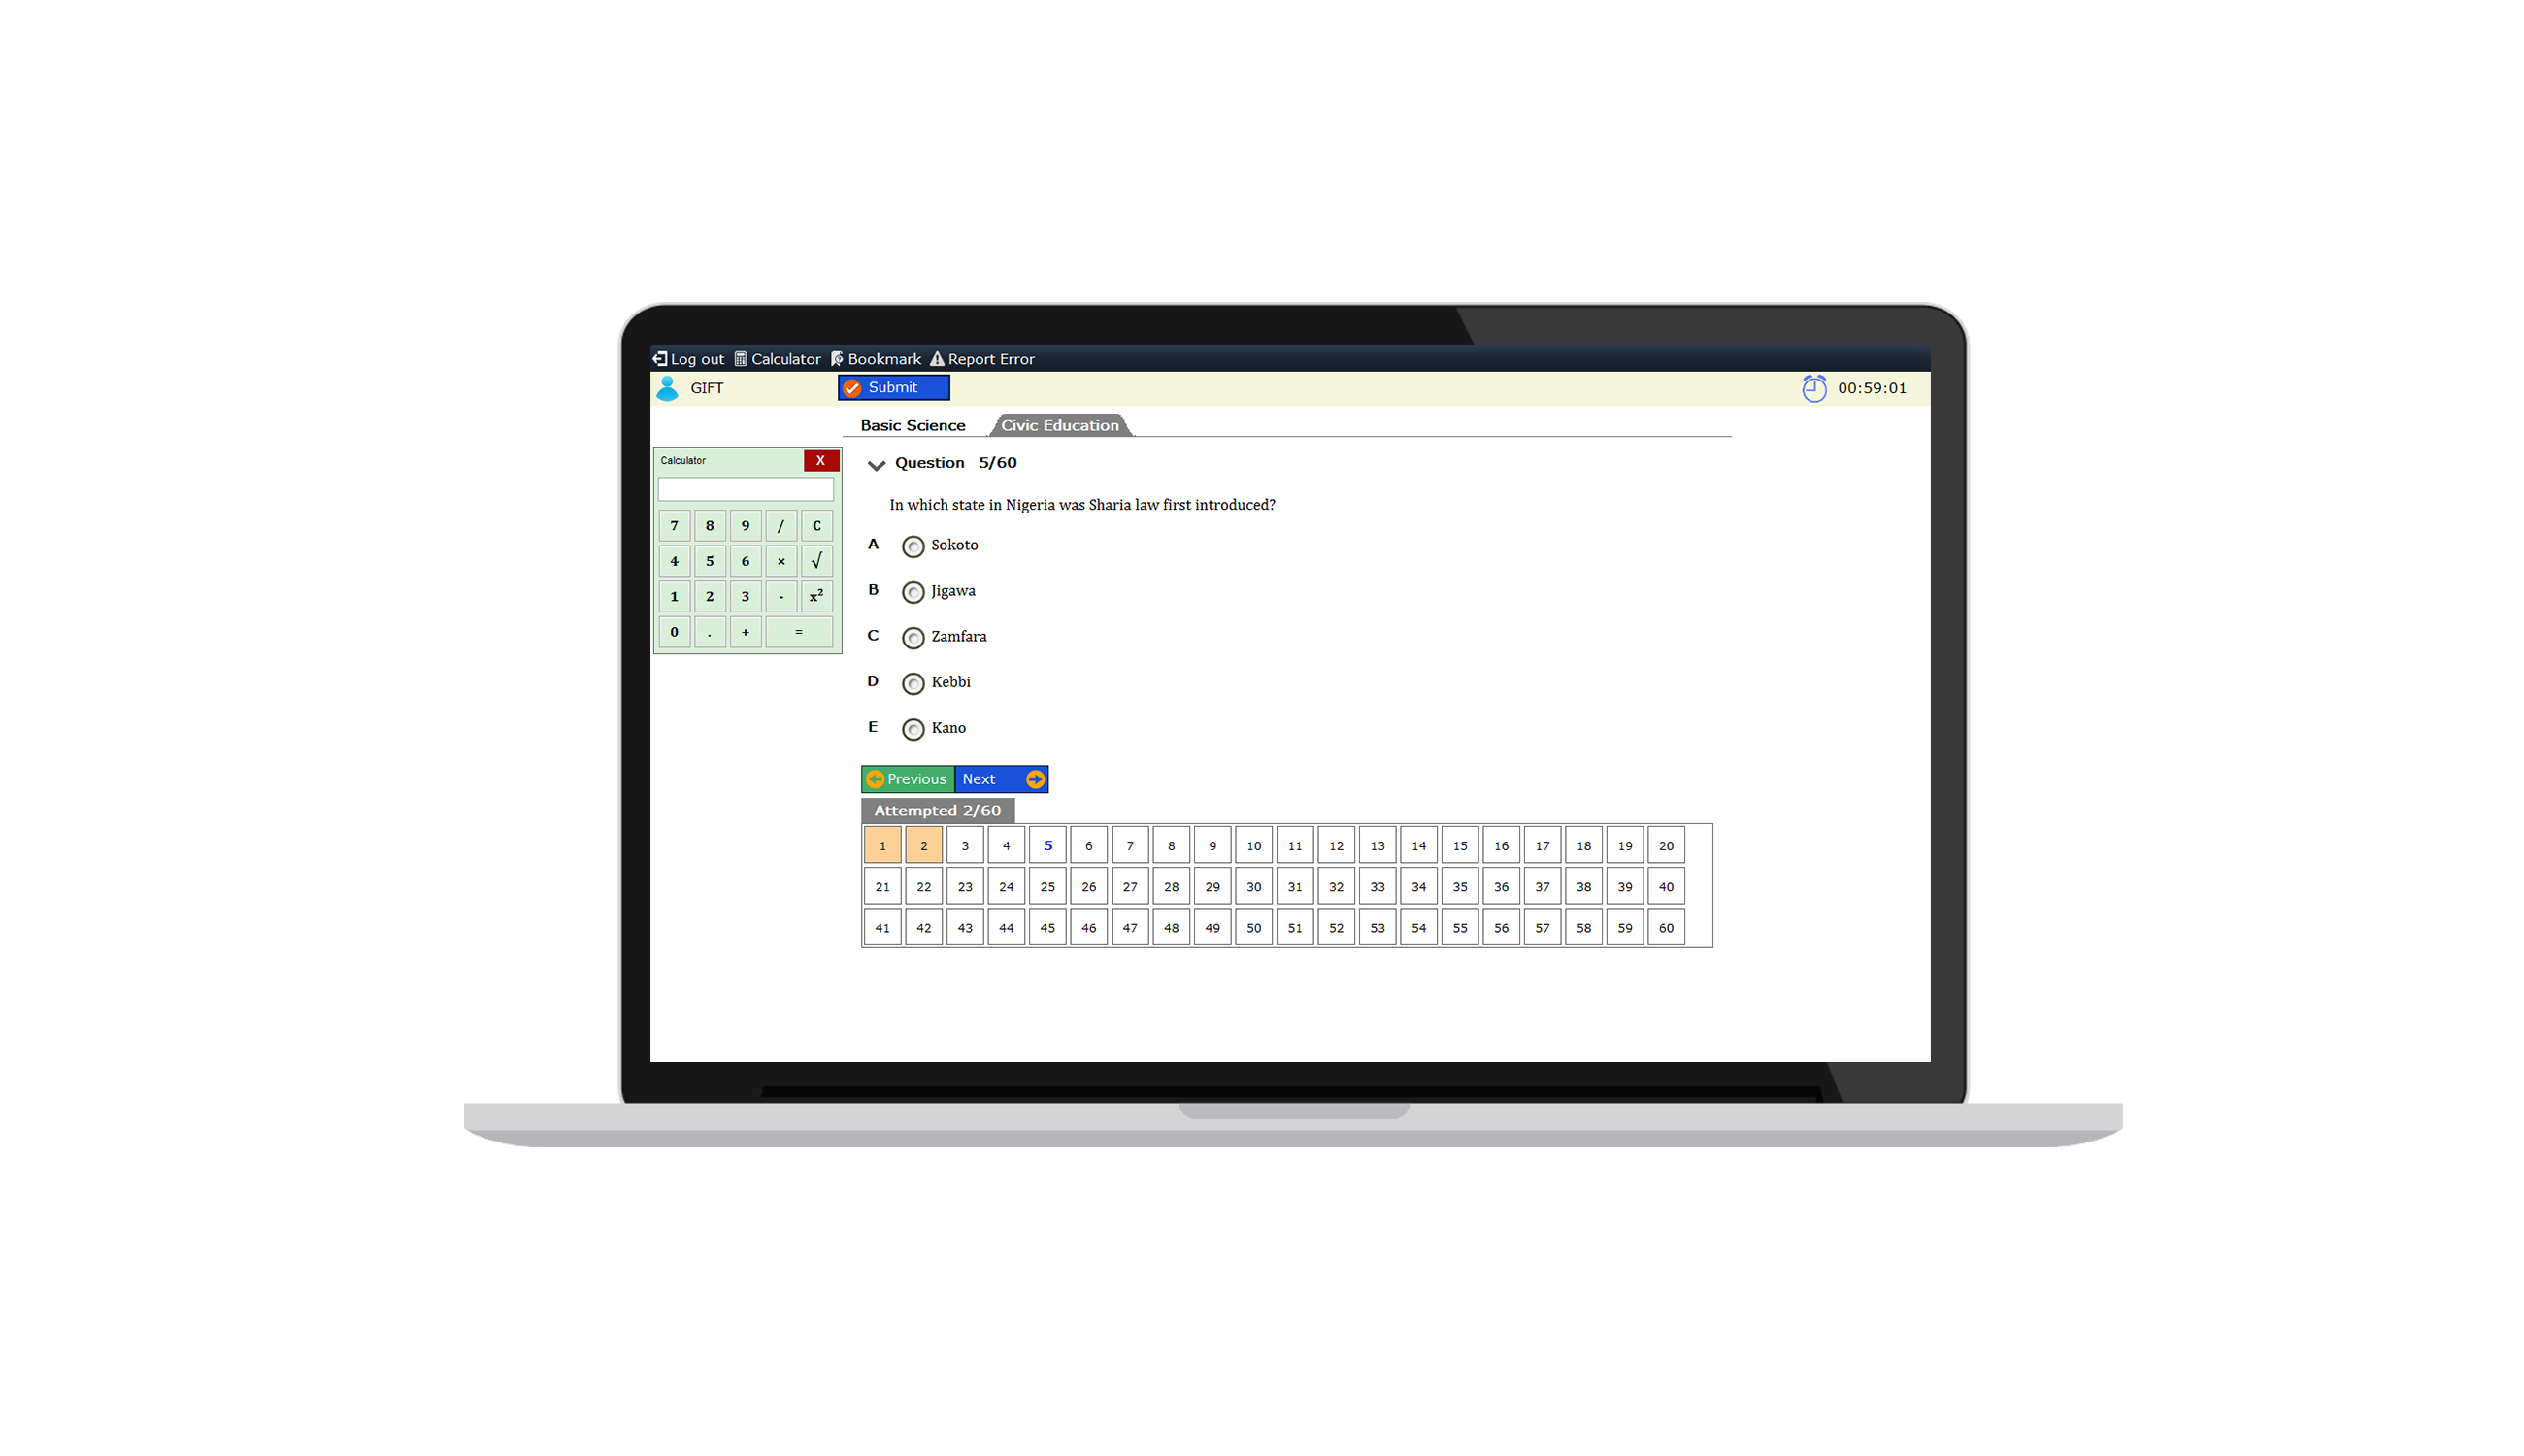 Log out Calculator Bookmark Report Error
GIFT Submit 00:59:01
Basic Science Civic Education
Calculator X
7 8 9 / C
4 5 6 × √
1 2 3 - x²
0 . + =
Question 5/60
In which state in Nigeria was Sharia law first introduced?
A Sokoto
B Jigawa
C Zamfara
D Kebbi
E Kano
Previous Next
Attempted 2/60
1 2 3 4 5 6 7 8 9 10 11 12 13 14 15 16 17 18 19 20
21 22 23 24 25 26 27 28 29 30 31 32 33 34 35 36 37 38 39 40
41 42 43 44 45 46 47 48 49 50 51 52 53 54 55 56 57 58 59 60